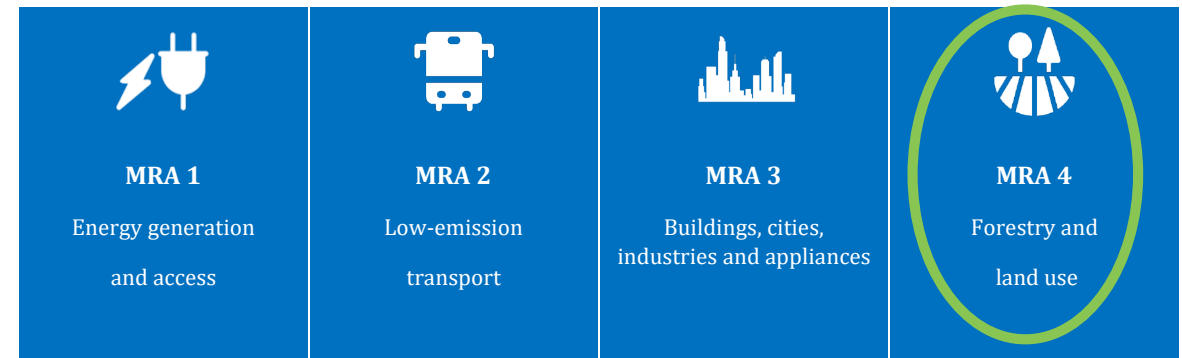 MRA 1
Energy generation
and access
MRA 2
Low-emission
transport
MRA 3
Buildings, cities,
industries and appliances
MRA 4
Forestry and
land use